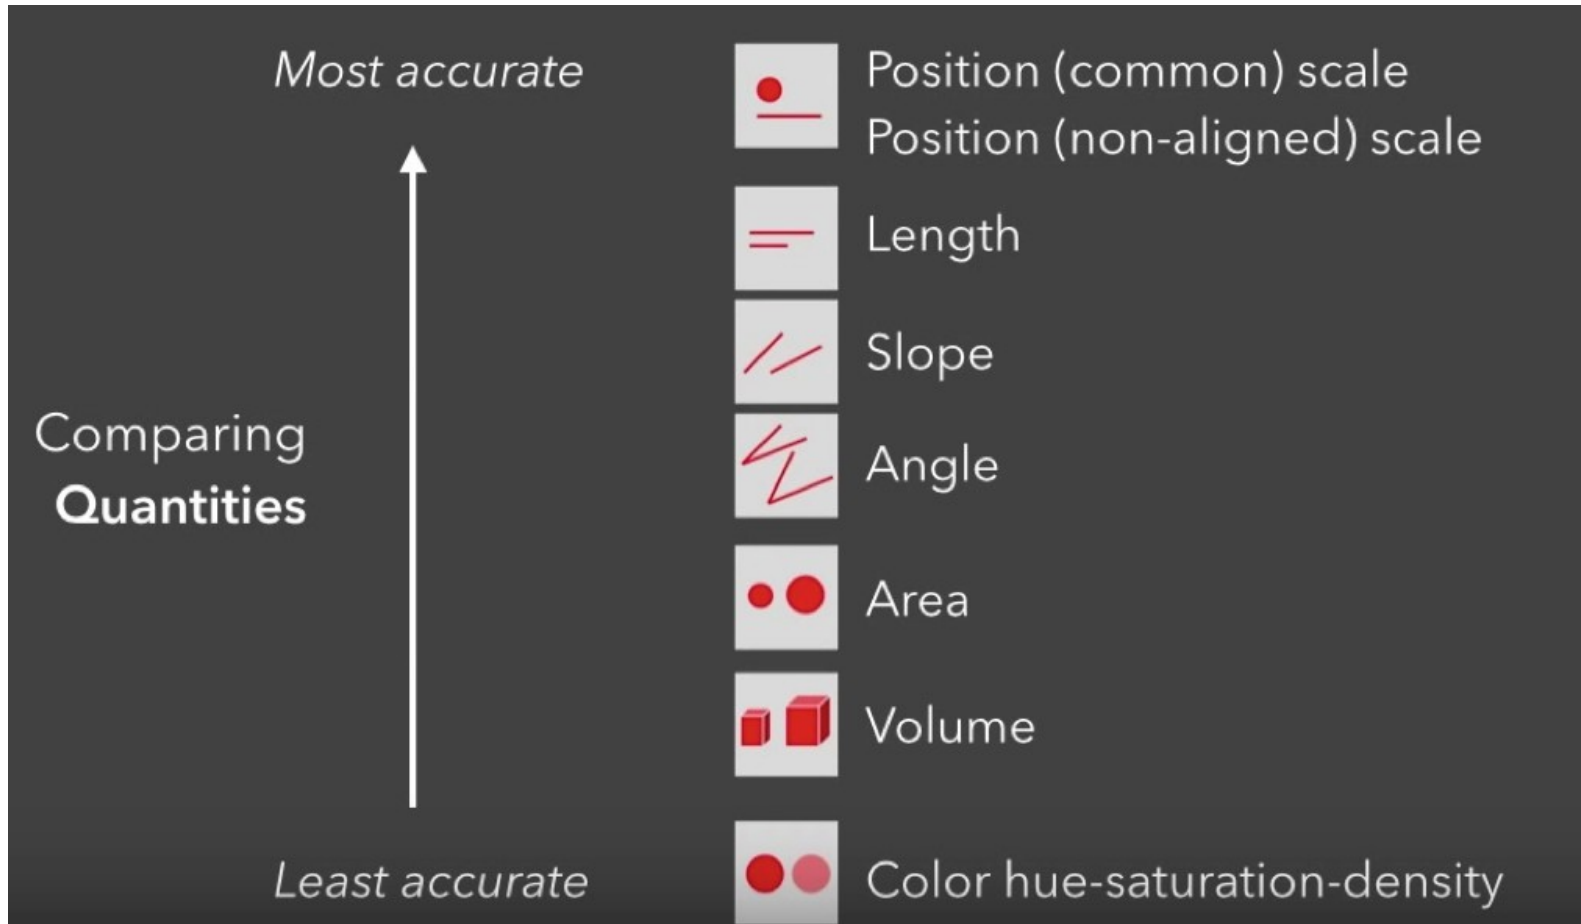 Most accurate
Position (common) scale
Position (non-aligned) scale
Length
Slope
Comparing
Quantities
Angle
Area
Volume
Least accurate
Color hue-saturation-density